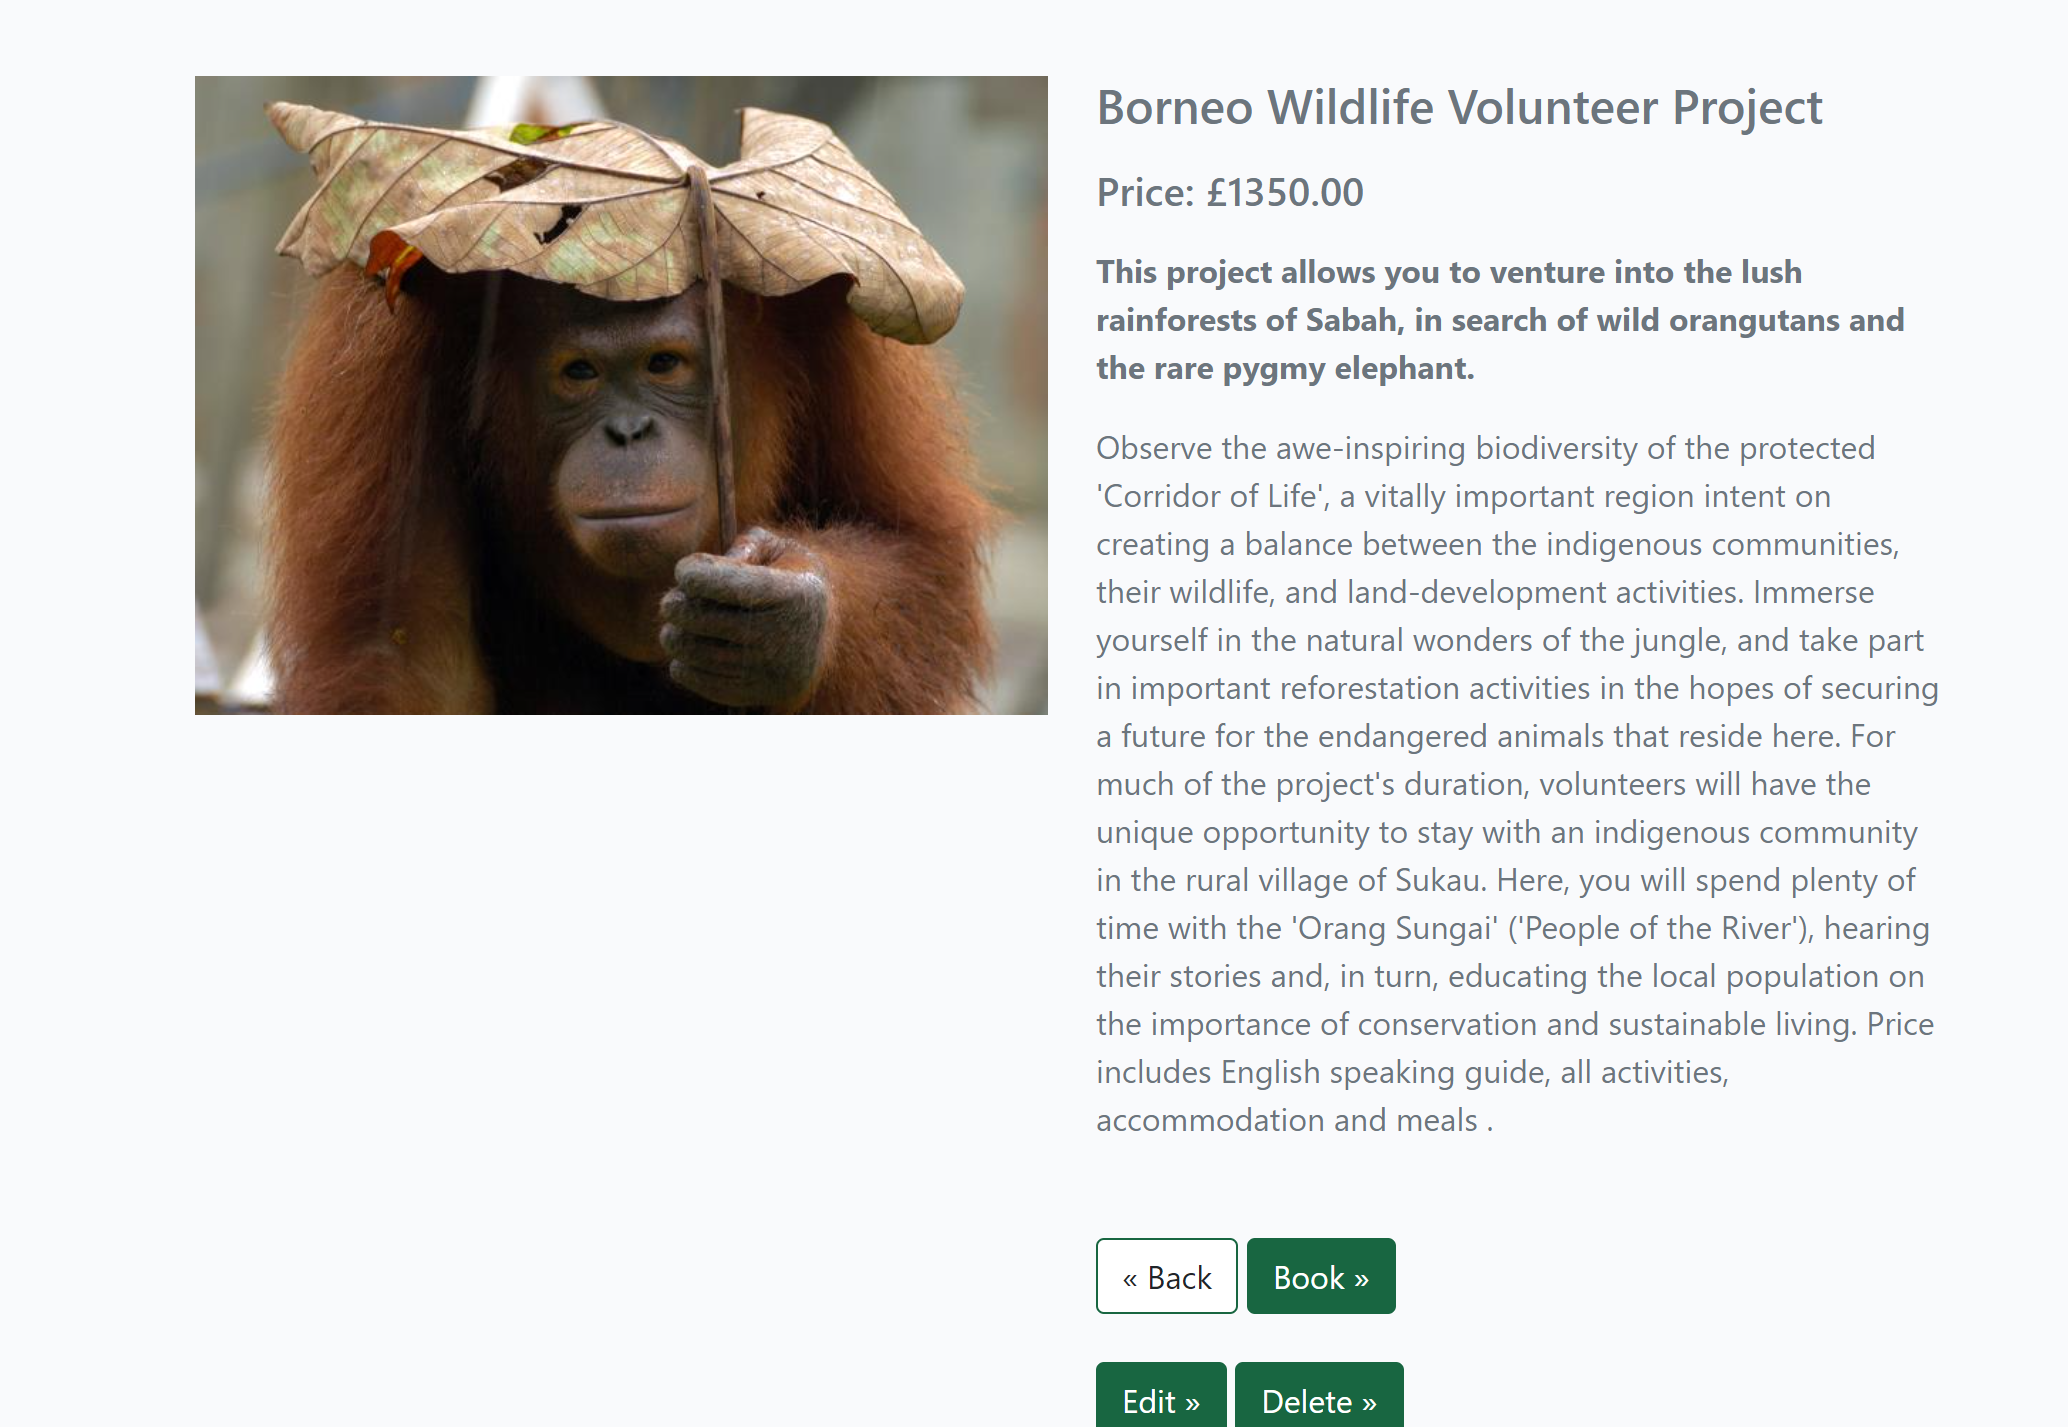 Borneo Wildlife Volunteer Project
Price: £1350.00
This project allows you to venture into the lush
rainforests of Sabah, in search of wild orangutans and
the rare pygmy elephant.
Observe the awe-inspiring biodiversity of the protected
'Corridor of Life', a vitally important region intent on
creating a balance between the indigenous communities,
their wildlife, and land-development activities. Immerse
yourself in the natural wonders of the jungle, and take part
in important reforestation activities in the hopes of securing
a future for the endangered animals that reside here. For
much of the project's duration, volunteers will have the
unique opportunity to stay with an indigenous community
in the rural village of Sukau. Here, you will spend plenty of
time with the 'Orang Sungai' ('People of the River'), hearing
their stories and, in turn, educating the local population on
the importance of conservation and sustainable living. Price
includes English speaking guide, all activities,
accommodation and meals .
« Back Book »
Edit » Delete »